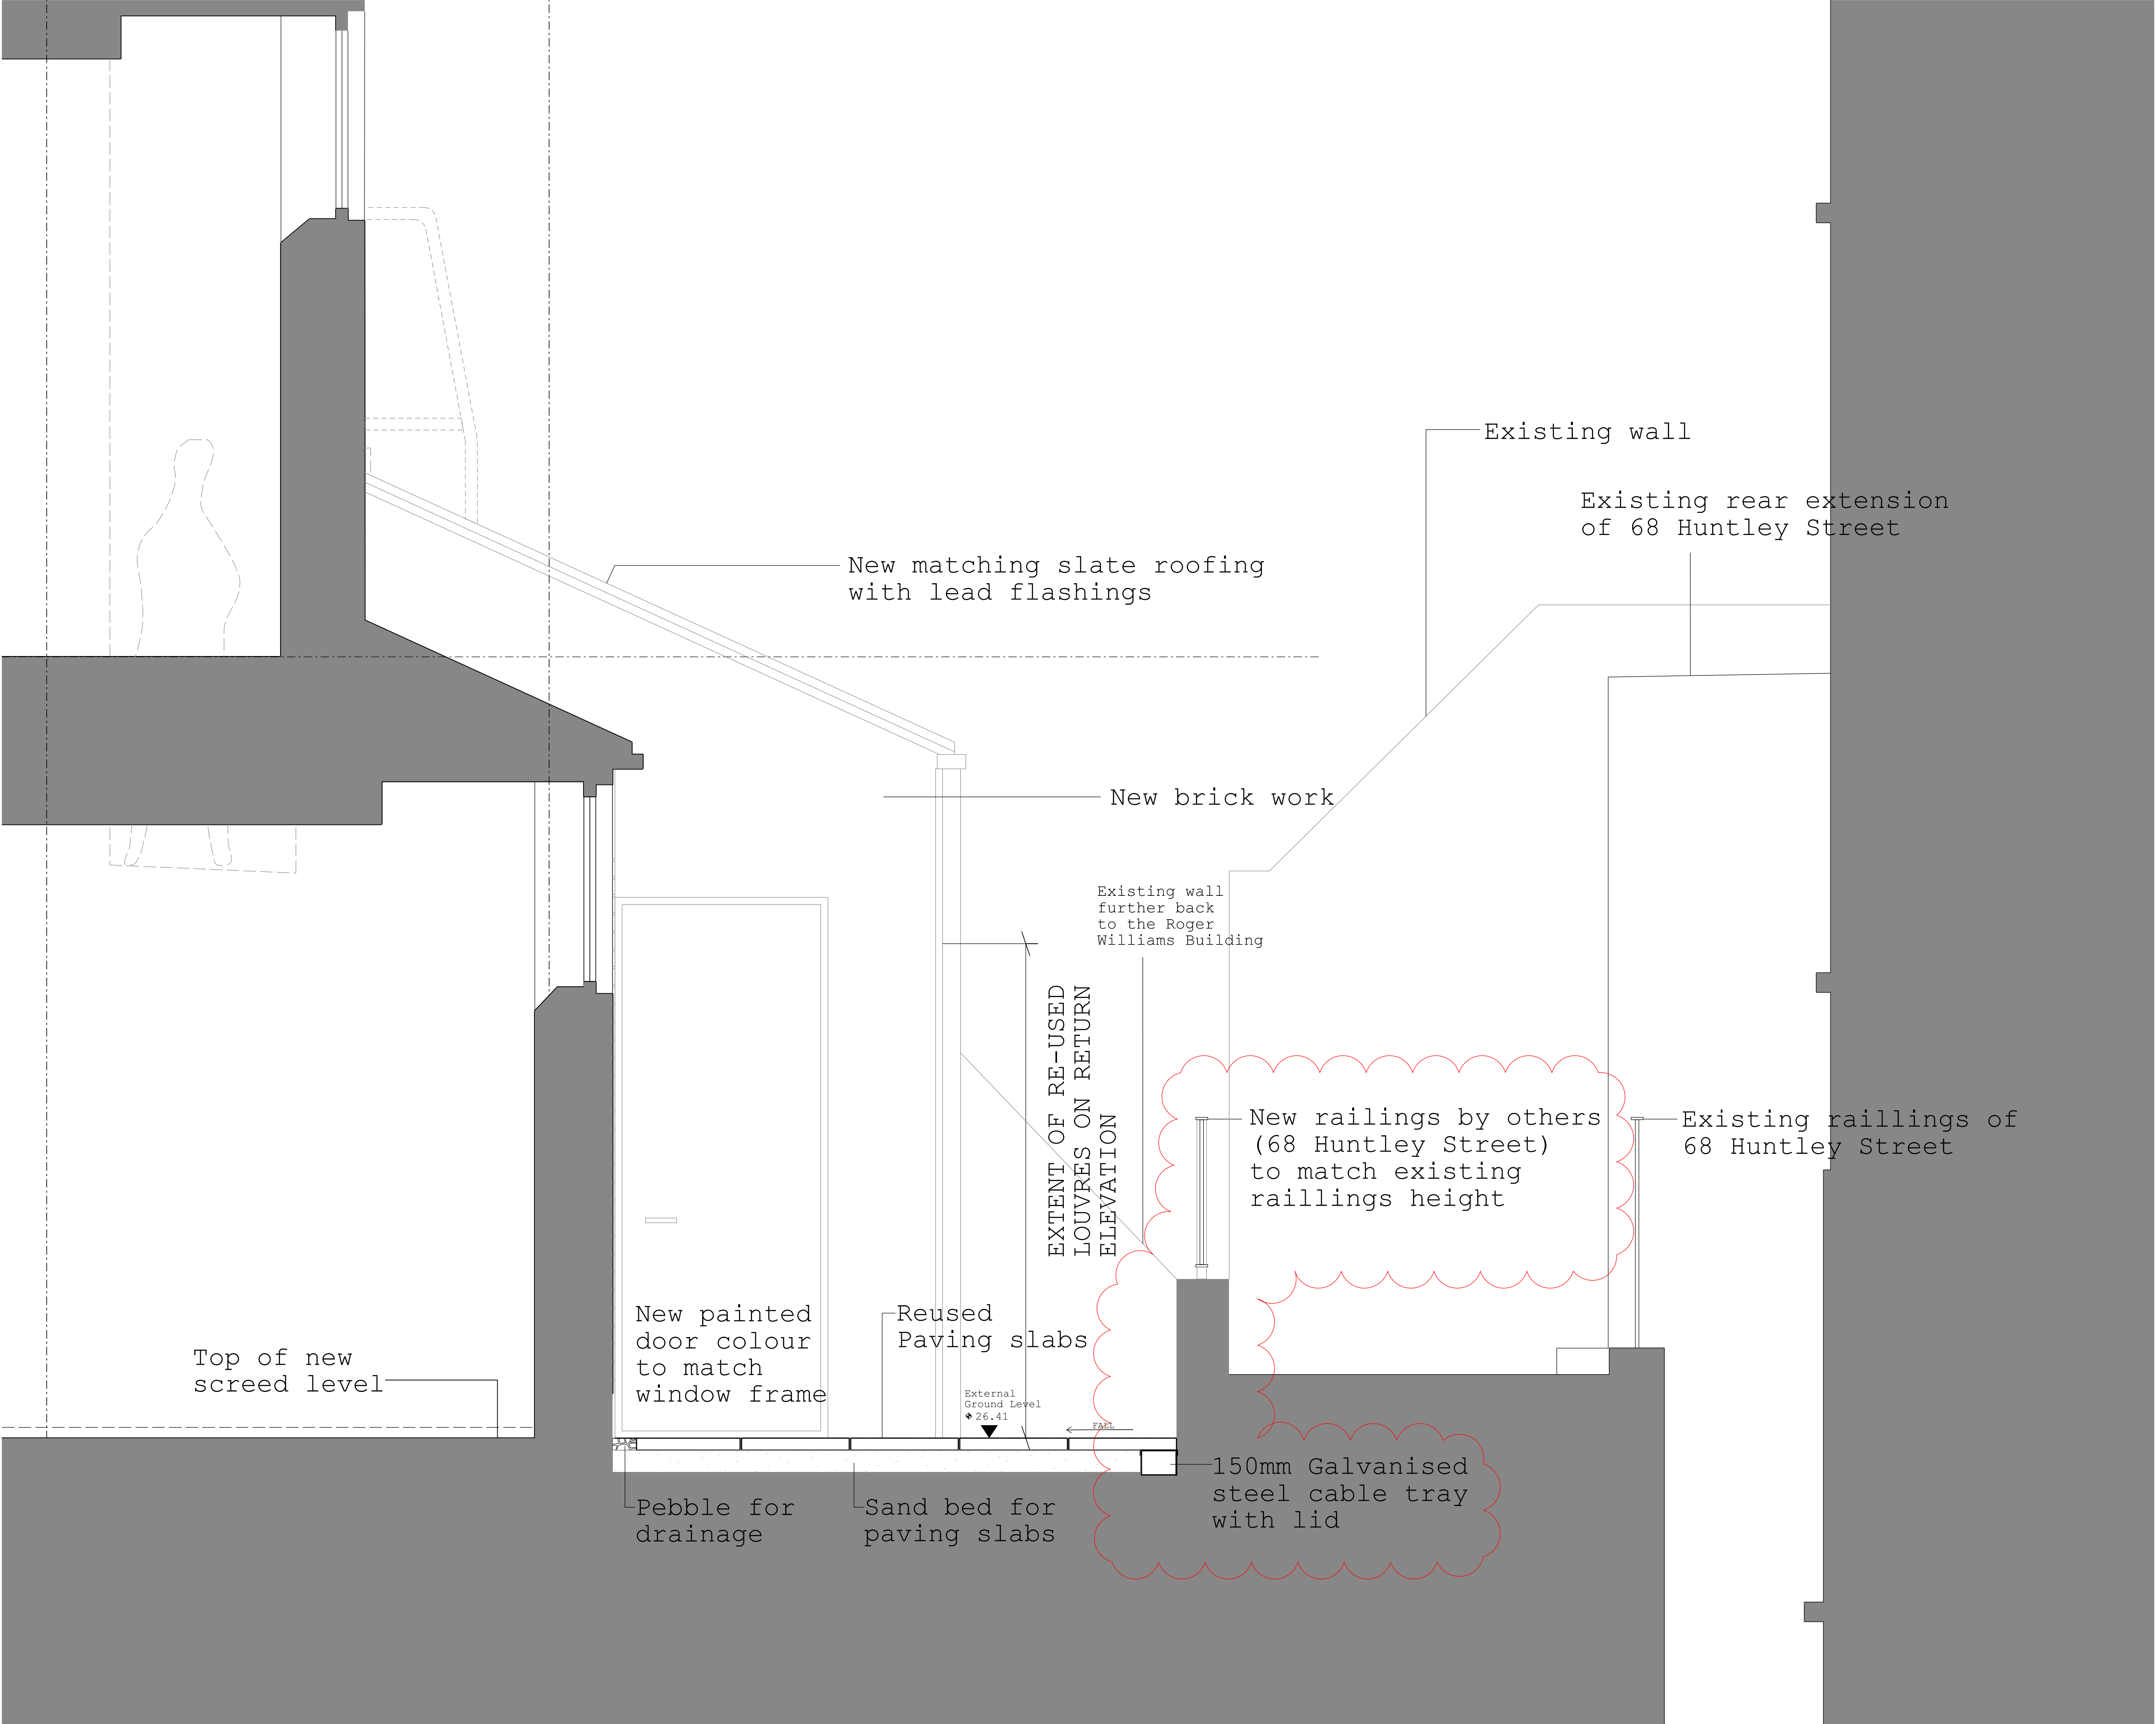 Existing wall
Existing rear extension
of 68 Huntley Street
New matching slate roofing
with lead flashings
New brick work
Existing wall
further back
to the Roger
Williams Building
EXTENT OF RE-USED
LOUVRES ON RETURN
ELEVATION
New railings by others
(68 Huntley Street)
to match existing
raillings height
Existing raillings of
68 Huntley Street
New painted
door colour
to match
window frame
Reused
Paving slabs
Top of new
screed level
External
Ground Level
26.41
FALL
150mm Galvanised
steel cable tray
with lid
Pebble for
drainage
Sand bed for
paving slabs